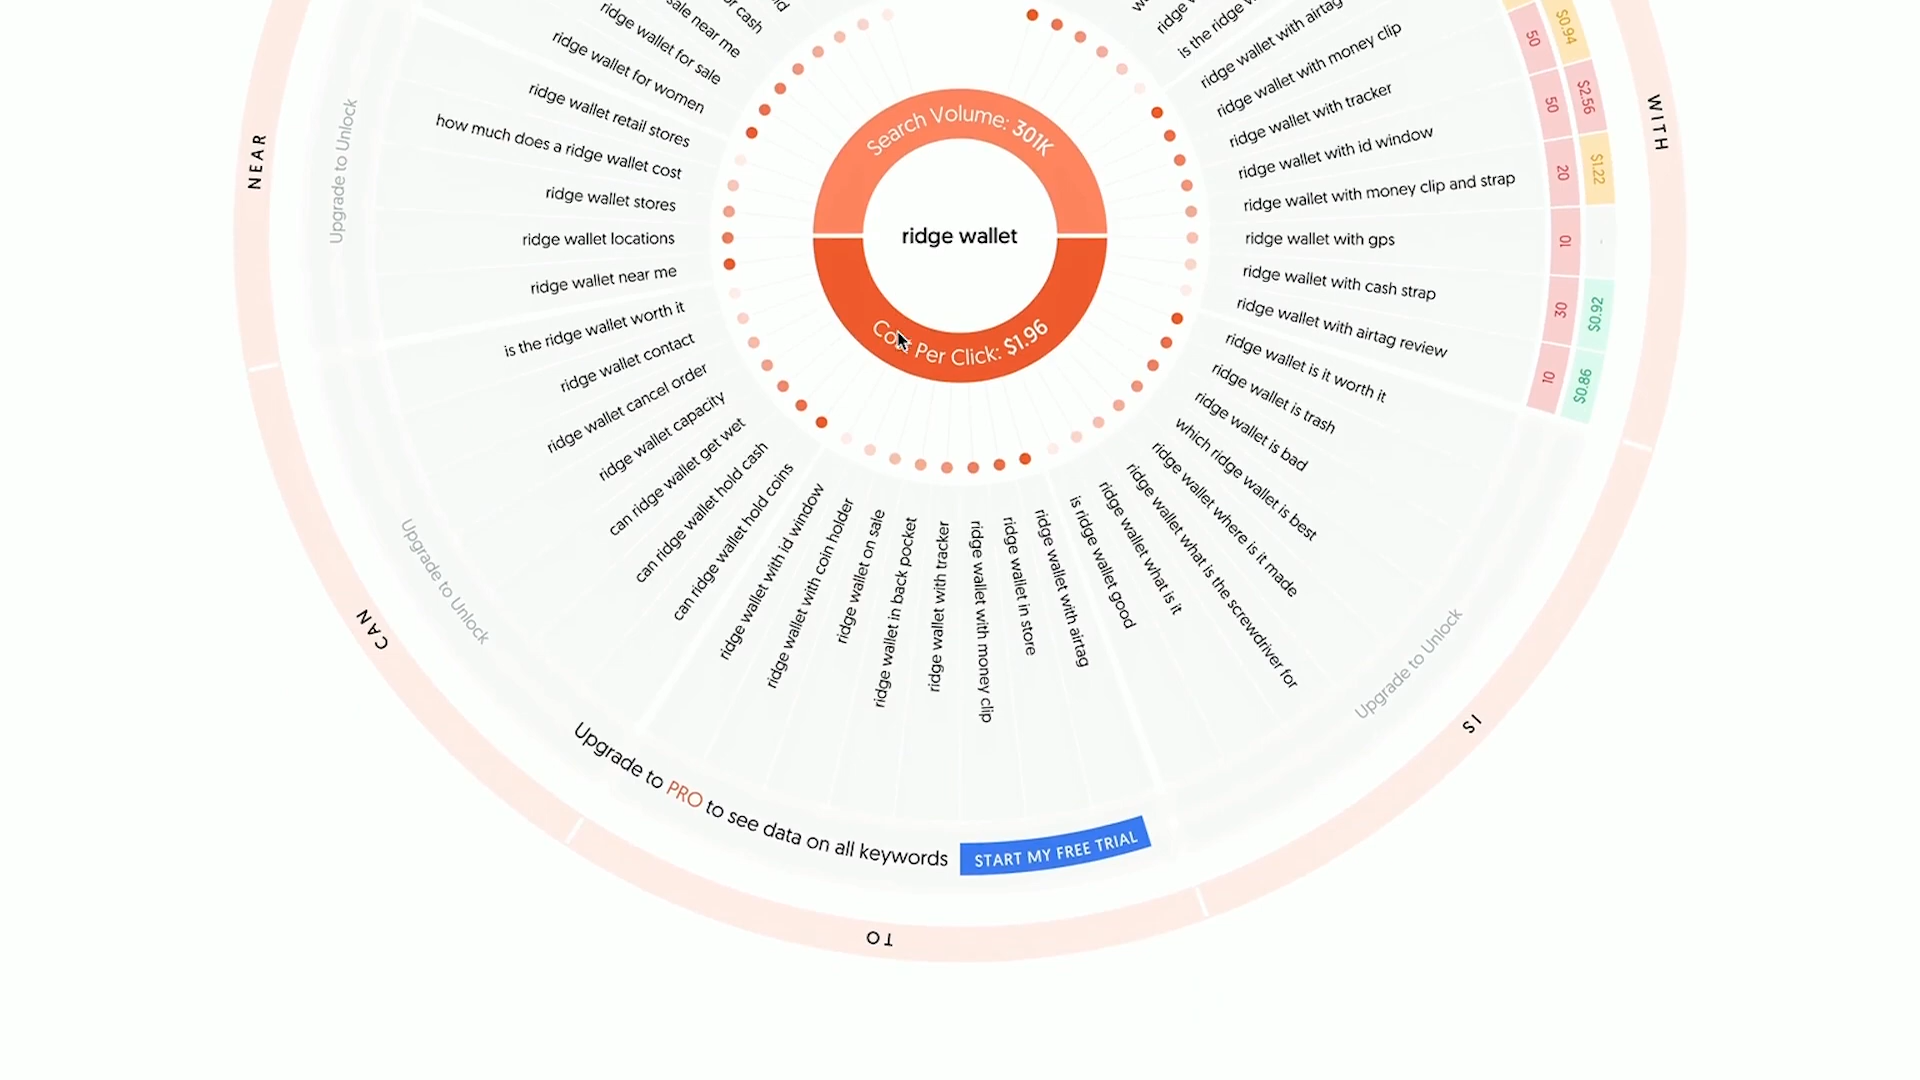 ridge wallet
Search Volume: 301K
Cost Per Click: $1.96
WITH
ridge wallet with airtag
ridge wallet with money clip
ridge wallet with tracker
ridge wallet with id window
ridge wallet with money clip and strap
ridge wallet with gps
ridge wallet with cash strap
ridge wallet with airtag review
50
$0.94
50
$2.56
20
$1.22
10
-
30
$0.92
10
$0.86
IS
ridge wallet is it worth it
ridge wallet is trash
ridge wallet is bad
which ridge wallet is best
ridge wallet where is it made
ridge wallet what is the screwdriver for
ridge wallet what is it
is ridge wallet good
Upgrade to Unlock
TO
ridge wallet with airtag
ridge wallet in store
ridge wallet with money clip
ridge wallet with tracker
ridge wallet in back pocket
ridge wallet on sale
ridge wallet with coin holder
ridge wallet with id window
Upgrade to PRO to see data on all keywords
START MY FREE TRIAL
CAN
can ridge wallet hold coins
can ridge wallet hold cash
can ridge wallet get wet
ridge wallet capacity
ridge wallet cancel order
ridge wallet contact
is the ridge wallet worth it
Upgrade to Unlock
NEAR
ridge wallet near me
ridge wallet locations
ridge wallet stores
how much does a ridge wallet cost
ridge wallet retail stores
ridge wallet for women
ridge wallet for sale
sale near me
for cash
is the ridge
ridge
Upgrade to Unlock